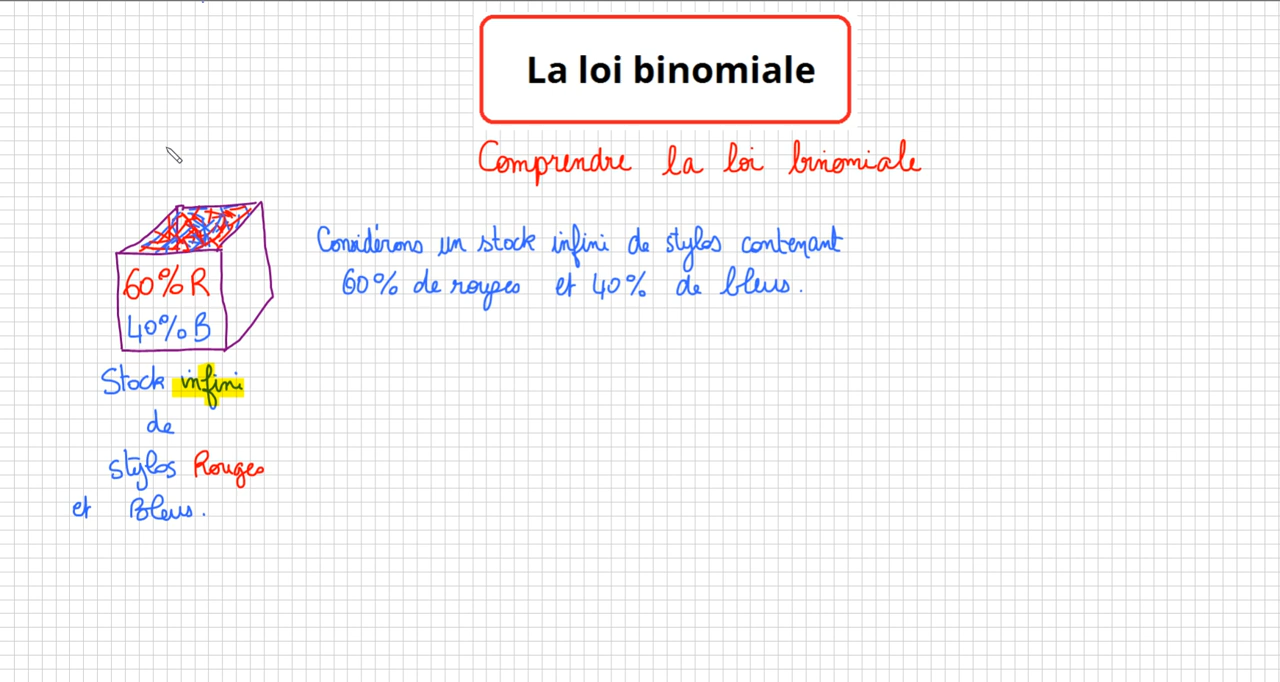 La loi binomiale
Comprendre la loi binomiale
Considérons un stock infini de stylos contenant
60% de rouges et 40% de bleus.
60% R
40% B
Stock infini
de
stylos Rouges
et Bleus.